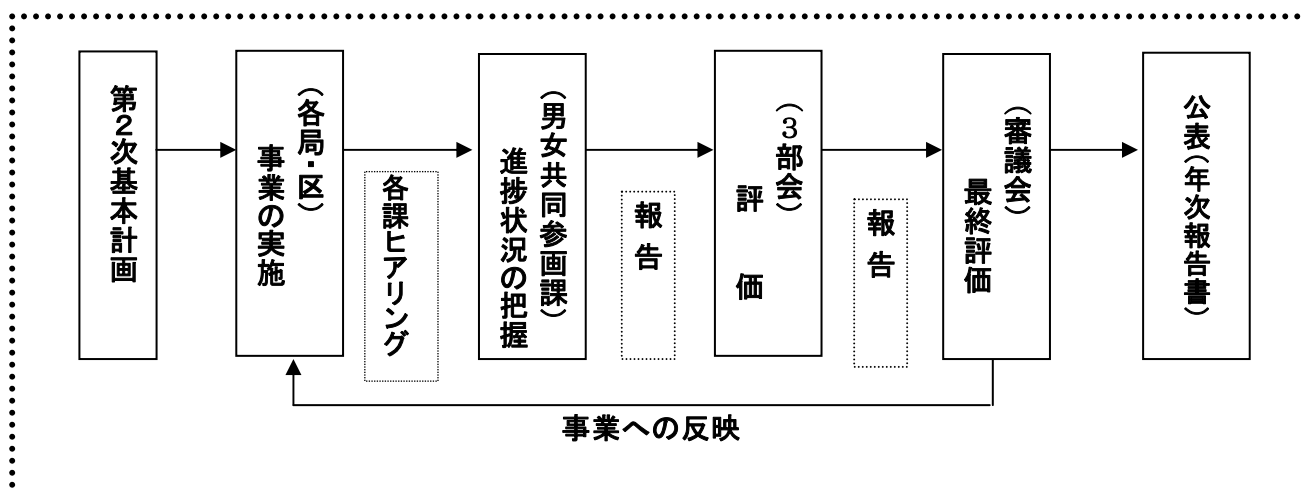 第2次基本計画
（各局・区）
事業の実施
各課ヒアリング
（男女共同参画課）
進捗状況の把握
報告
（３部会）
評価
報告
（審議会）
最終評価
公表（年次報告書）
事業への反映